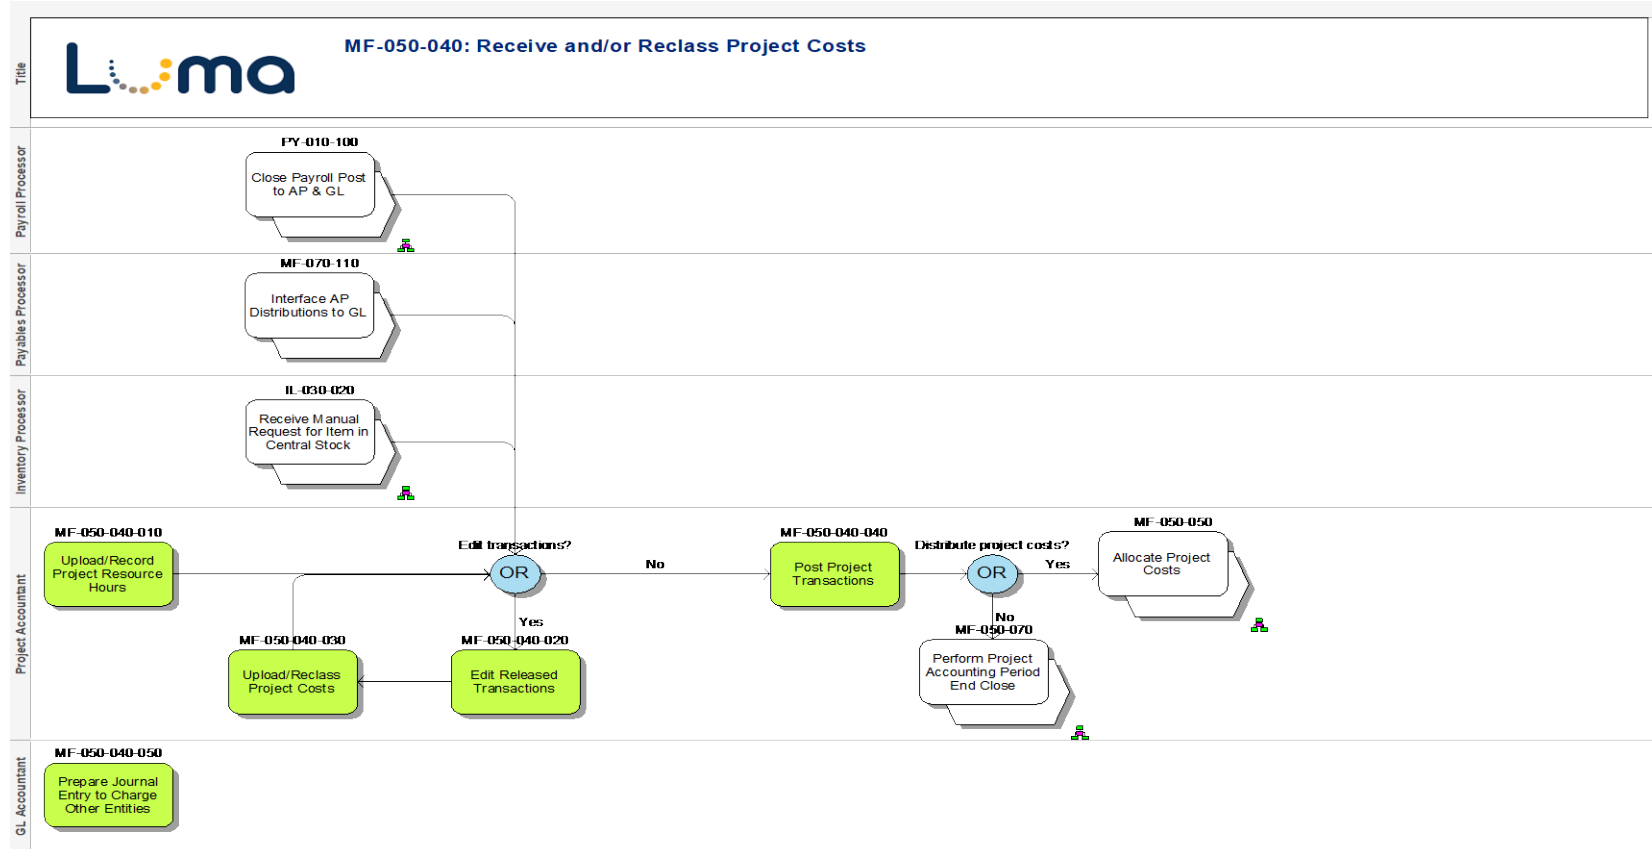 Title
Luma
MF-050-040: Receive and/or Reclass Project Costs
Payroll Processor
PY-010-100
Close Payroll Post
to AP & GL
Payables Processor
MF-070-110
Interface AP
Distributions to GL
Inventory Processor
IL-030-020
Receive Manual
Request for Item in
Central Stock
Project Accountant
MF-050-040-010
Upload/Record
Project Resource
Hours
Edit transactions?
OR
No
Yes
MF-050-040-030
Upload/Reclass
Project Costs
MF-050-040-020
Edit Released
Transactions
MF-050-040-040
Post Project
Transactions
Distribute project costs?
OR
Yes
No
MF-050-050
Allocate Project
Costs
MF-050-070
Perform Project
Accounting Period
End Close
GL Accountant
MF-050-040-050
Prepare Journal
Entry to Charge
Other Entities